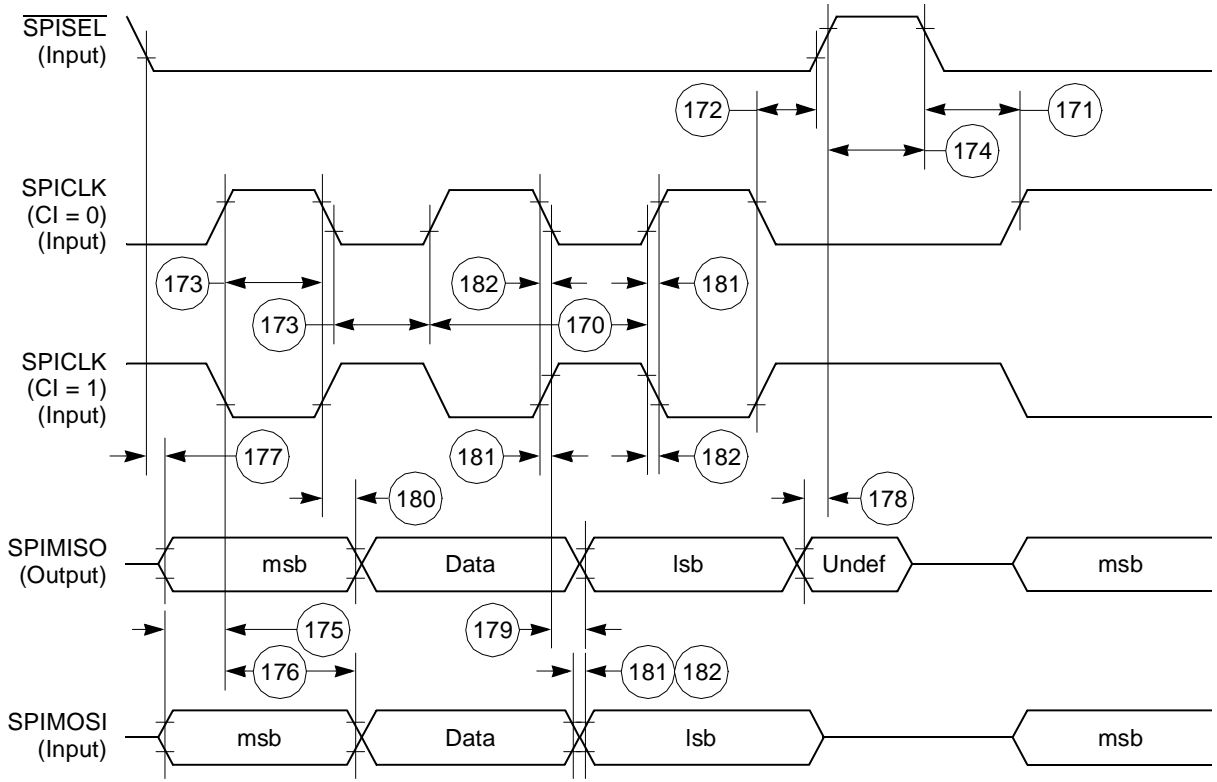 SPISEL
(Input)
172
171
174
SPICLK
(CI = 0)
(Input)
173
182
181
173
170
SPICLK
(CI = 1)
(Input)
177
181
182
180
178
SPIMISO
(Output)
msb
Data
lsb
Undef
msb
175
179
176
181
182
SPIMOSI
(Input)
msb
Data
lsb
msb